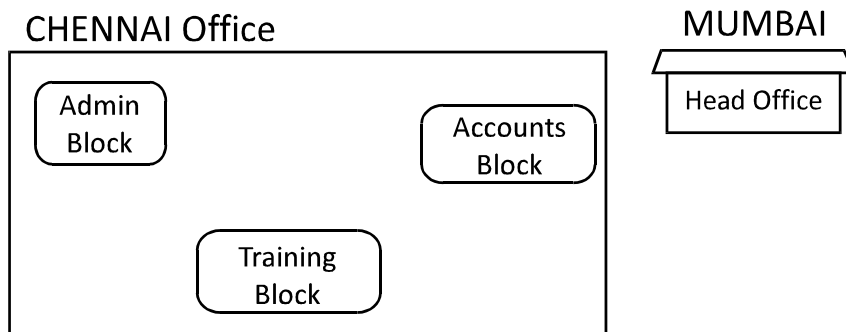 CHENNAI Office
MUMBAI
Head Office
Admin
Block
Accounts
Block
Training
Block